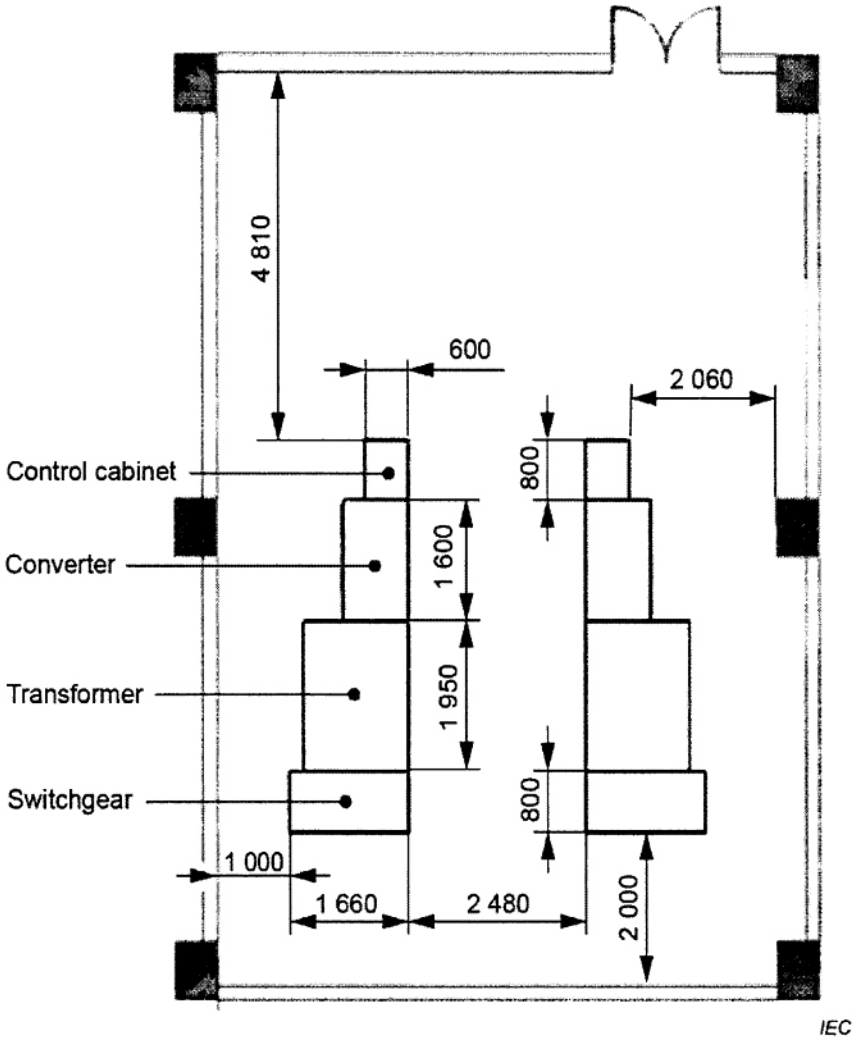 4 810
600
2 060
Control cabinet
800
Converter
1 600
Transformer
1 950
Switchgear
800
1 000
1 660
2 480
2 000
IEC